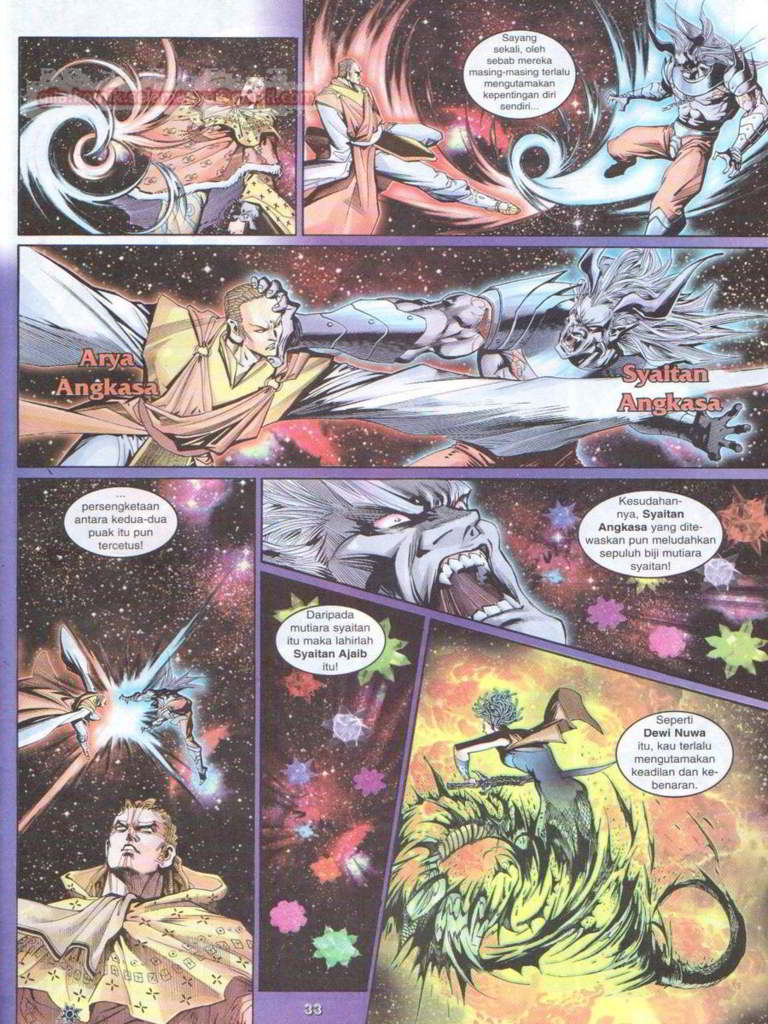 Sayang
sekali, oleh
sebab mereka
masing-masing terlalu
mengutamakan
kepentingan diri
sendiri...
Arya
Angkasa
Syaitan
Angkasa
...
persengketaan
antara kedua-dua
puak itu pun
tercetus!
Kesudahan-
nya, Syaitan
Angkasa yang dite-
waskan pun meludahkan
sepuluh biji mutiara
syaitan!
Daripada
mutiara syaitan
itu maka lahirlah
Syaitan Ajaib
itu!
Seperti
Dewi Nuwa
itu, kau terlalu
mengutamakan
keadilan dan ke-
benaran.
33